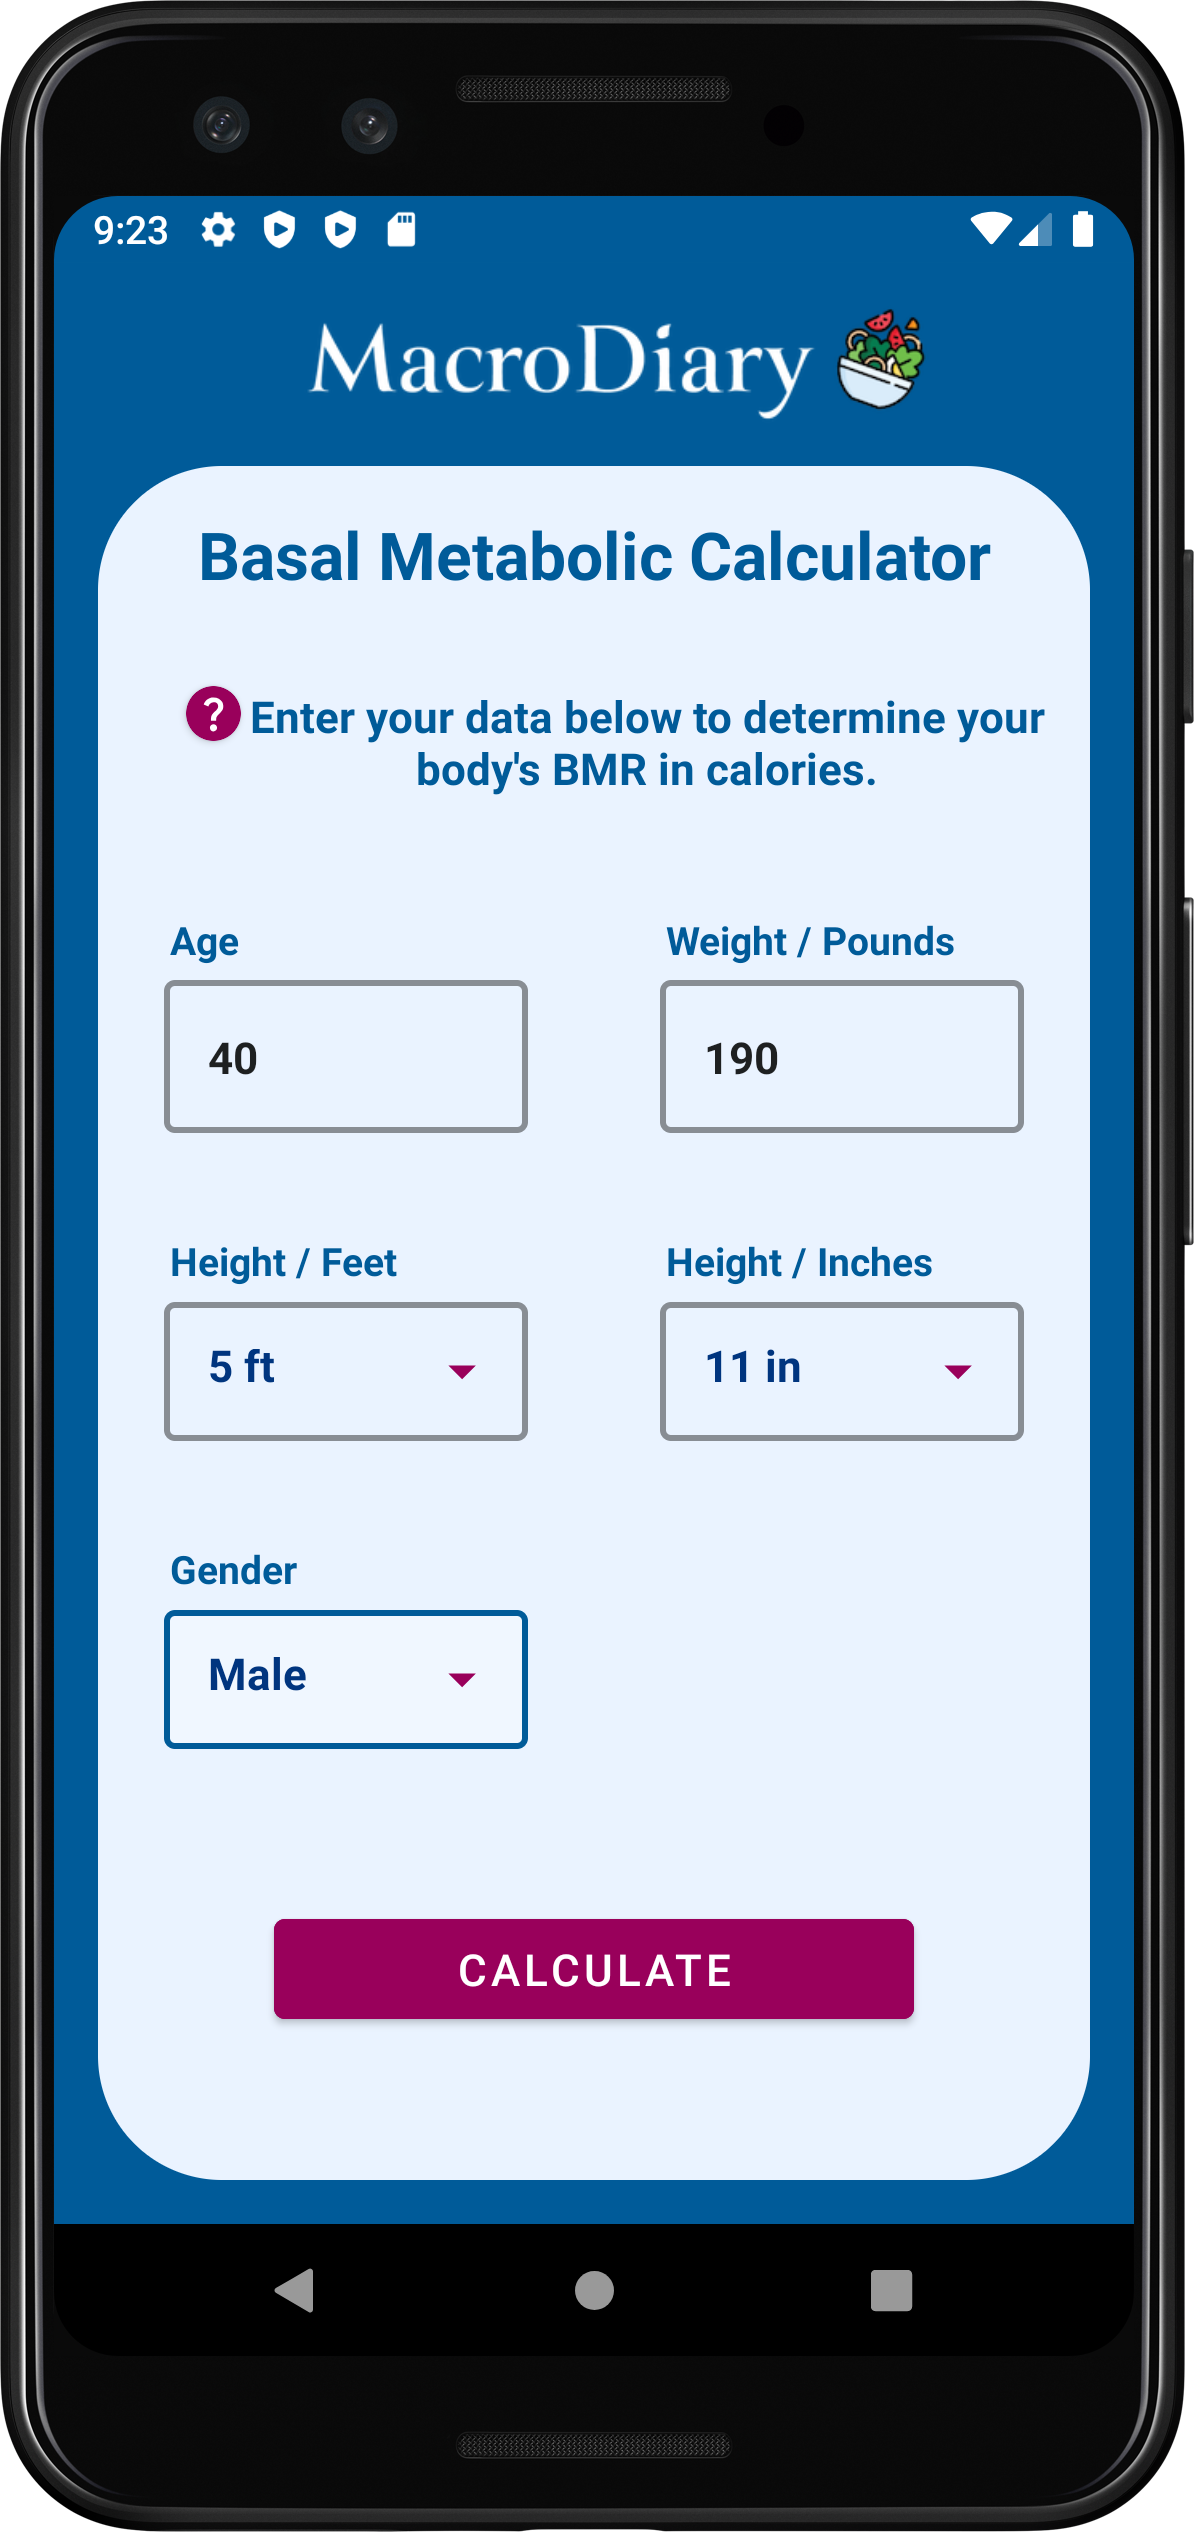 9:23
MacroDiary
Basal Metabolic Calculator
? Enter your data below to determine your
body's BMR in calories.
Age
Weight / Pounds
40
190
Height / Feet
Height / Inches
5 ft
11 in
Gender
Male
CALCULATE